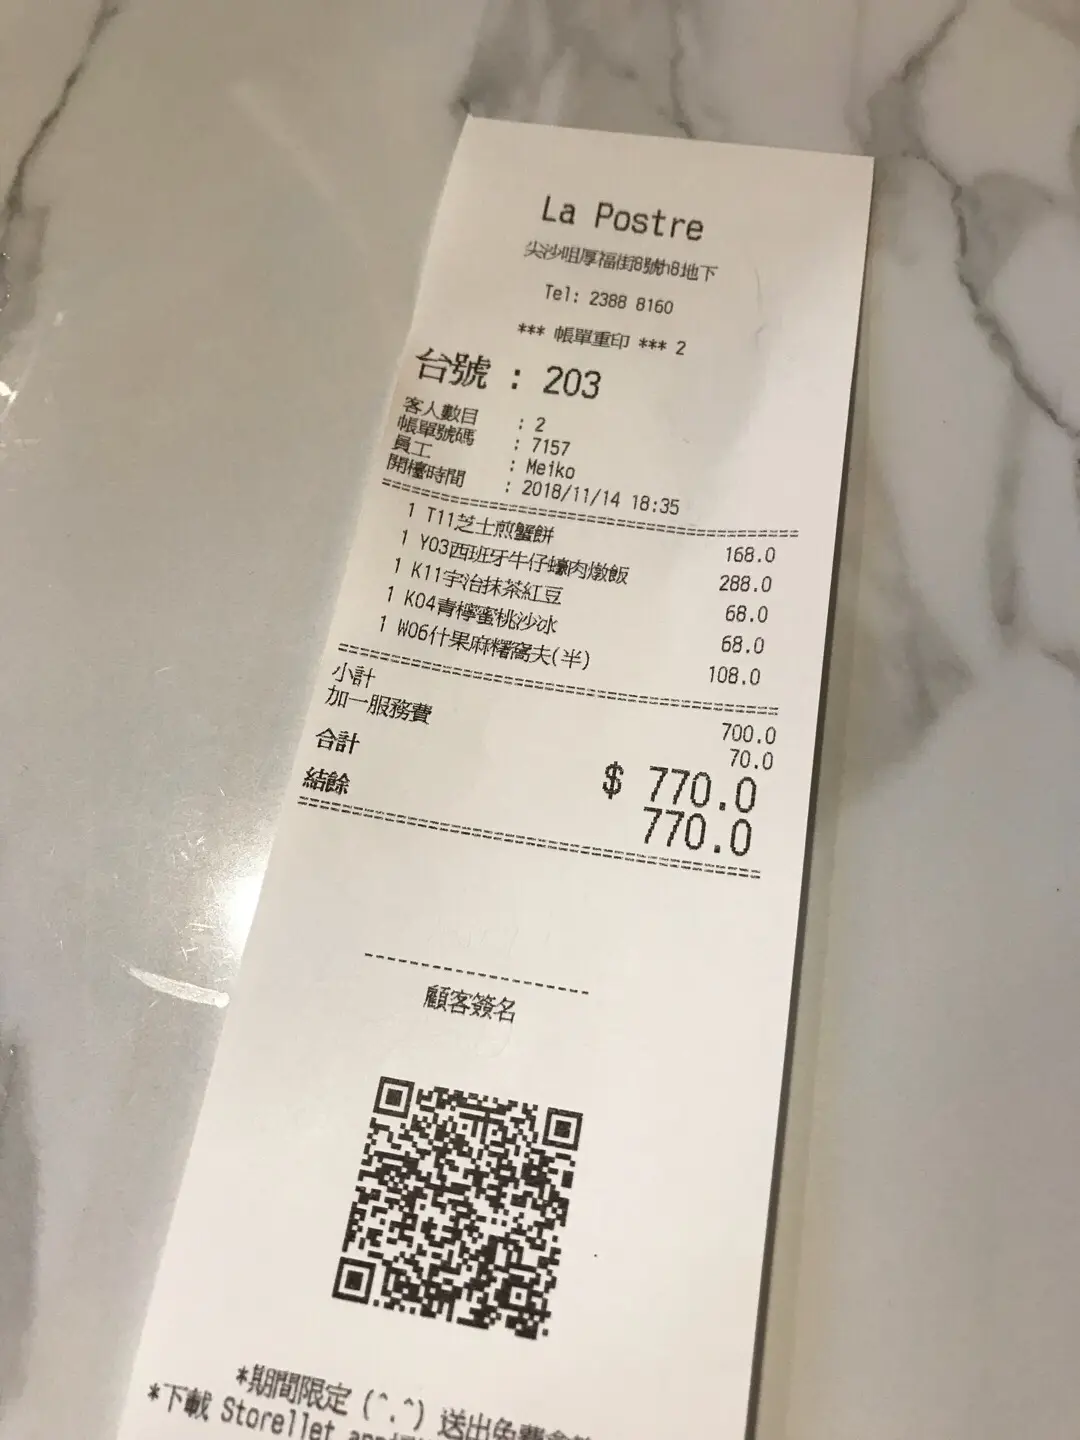 La Postre
尖沙咀厚福街8號h8地下
Tel: 2388 8160
*** 帳單重印 *** 2
台號 : 203
客人數目 : 2
帳單號碼 : 7157
員工 : Meiko
開檯時間 : 2018/11/14 18:35
1 T11芝士煎蟹餅 168.0
1 Y03西班牙牛仔蠔肉燉飯 288.0
1 K11宇治抹茶紅豆 68.0
1 K04青檸蜜桃沙冰 68.0
1 W06什果麻糬窩夫(半) 108.0
小計 700.0
加一服務費 70.0
合計 $ 770.0
結餘 770.0
顧客簽名
*期間限定 (^.^) 送出免費
*下載 Storellet app